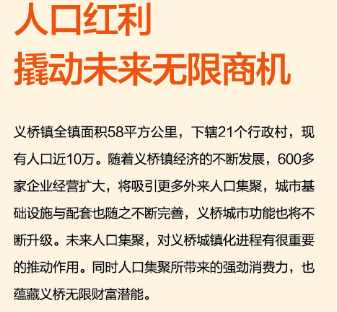 人口红利
撬动未来无限商机
义桥镇全镇面积58平方公里，下辖21个行政村，现
有人口近10万。随着义桥镇经济的不断发展，600多
家企业经营扩大，将吸引更多外来人口集聚，城市基
础设施与配套也随之不断完善，义桥城市功能也将不
断升级。未来人口集聚，对义桥城镇化进程有很重要
的推动作用。同时人口集聚所带来的强劲消费力，也
蕴藏义桥无限财富潜能。